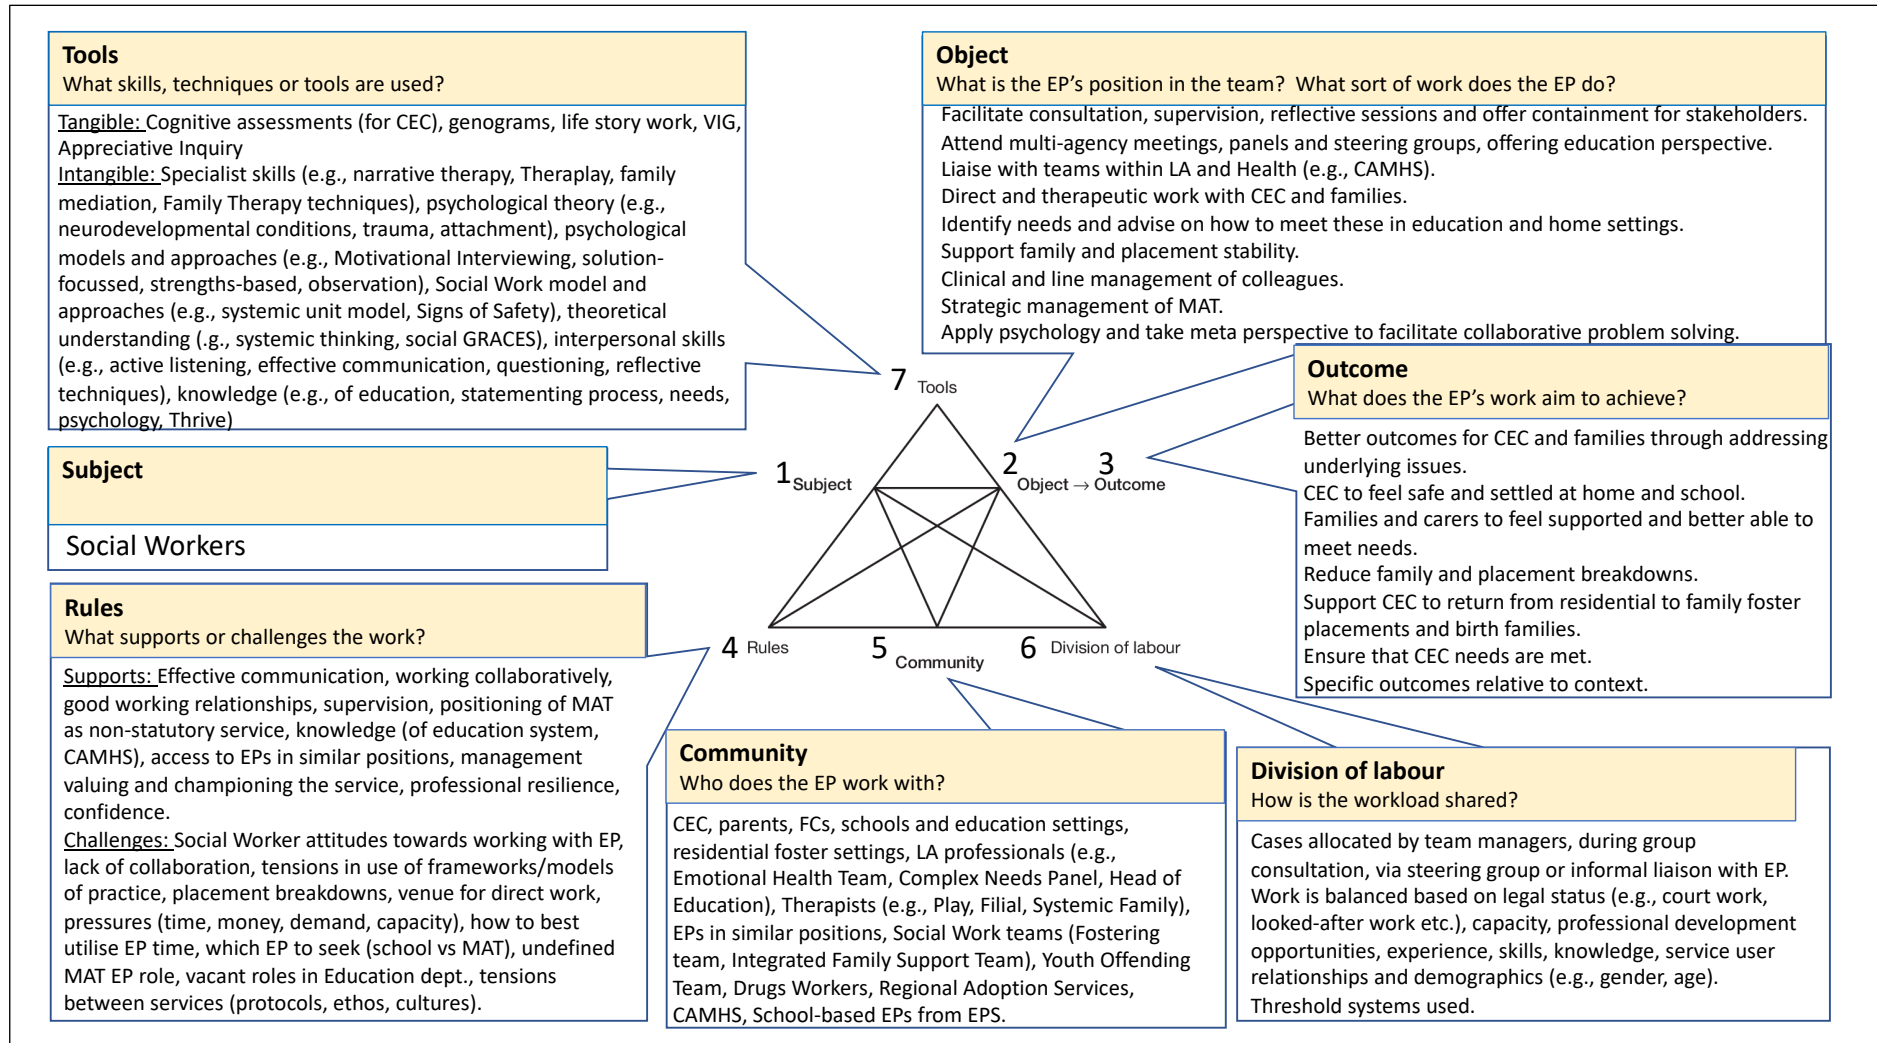 Tools
What skills, techniques or tools are used?
Tangible: Cognitive assessments (for CEC), genograms, life story work, VIG,
Appreciative Inquiry
Intangible: Specialist skills (e.g., narrative therapy, Theraplay, family
mediation, Family Therapy techniques), psychological theory (e.g.,
neurodevelopmental conditions, trauma, attachment), psychological
models and approaches (e.g., Motivational Interviewing, solution-
focussed, strengths-based, observation), Social Work model and
approaches (e.g., systemic unit model, Signs of Safety), theoretical
understanding (.g., systemic thinking, social GRACES), interpersonal skills
(e.g., active listening, effective communication, questioning, reflective
techniques), knowledge (e.g., of education, statementing process, needs,
psychology, Thrive)
Object
What is the EP's position in the team?  What sort of work does the EP do?
Facilitate consultation, supervision, reflective sessions and offer containment for stakeholders.
Attend multi-agency meetings, panels and steering groups, offering education perspective.
Liaise with teams within LA and Health (e.g., CAMHS).
Direct and therapeutic work with CEC and families.
Identify needs and advise on how to meet these in education and home settings.
Support family and placement stability.
Clinical and line management of colleagues.
Strategic management of MAT.
Apply psychology and take meta perspective to facilitate collaborative problem solving.
Outcome
What does the EP's work aim to achieve?
Better outcomes for CEC and families through addressing
underlying issues.
CEC to feel safe and settled at home and school.
Families and carers to feel supported and better able to
meet needs.
Reduce family and placement breakdowns.
Support CEC to return from residential to family foster
placements and birth families.
Ensure that CEC needs are met.
Specific outcomes relative to context.
7 Tools
1 Subject
2 3
Object → Outcome
4 Rules
5 Community
6 Division of labour
Subject
Social Workers
Rules
What supports or challenges the work?
Supports: Effective communication, working collaboratively,
good working relationships, supervision, positioning of MAT
as non-statutory service, knowledge (of education system,
CAMHS), access to EPs in similar positions, management
valuing and championing the service, professional resilience,
confidence.
Challenges: Social Worker attitudes towards working with EP,
lack of collaboration, tensions in use of frameworks/models
of practice, placement breakdowns, venue for direct work,
pressures (time, money, demand, capacity), how to best
utilise EP time, which EP to seek (school vs MAT), undefined
MAT EP role, vacant roles in Education dept., tensions
between services (protocols, ethos, cultures).
Community
Who does the EP work with?
CEC, parents, FCs, schools and education settings,
residential foster settings, LA professionals (e.g.,
Emotional Health Team, Complex Needs Panel, Head of
Education), Therapists (e.g., Play, Filial, Systemic Family),
EPs in similar positions, Social Work teams (Fostering
team, Integrated Family Support Team), Youth Offending
Team, Drugs Workers, Regional Adoption Services,
CAMHS, School-based EPs from EPS.
Division of labour
How is the workload shared?
Cases allocated by team managers, during group
consultation, via steering group or informal liaison with EP.
Work is balanced based on legal status (e.g., court work,
looked-after work etc.), capacity, professional development
opportunities, experience, skills, knowledge, service user
relationships and demographics (e.g., gender, age).
Threshold systems used.